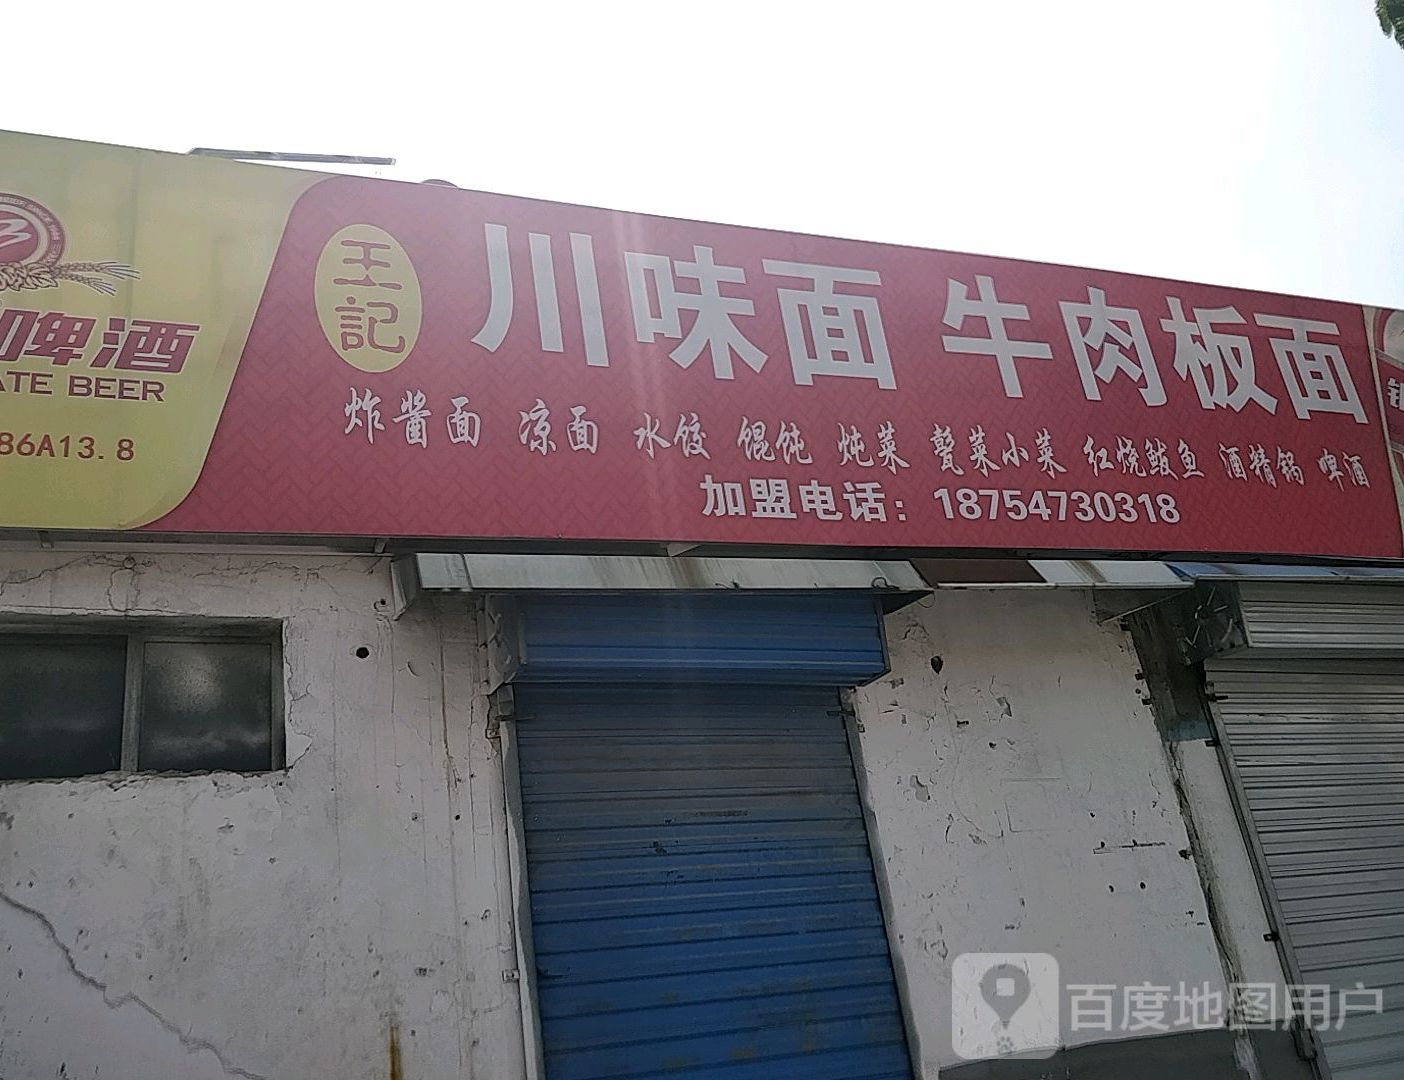 啤酒
ATE BEER
86A13.8
王記
川味面 牛肉板面
炸酱面 凉面 水饺 馄饨 炖菜 甏菜小菜 红烧鲅鱼 酒精锅 啤酒
加盟电话：18754730318
百度地图用户